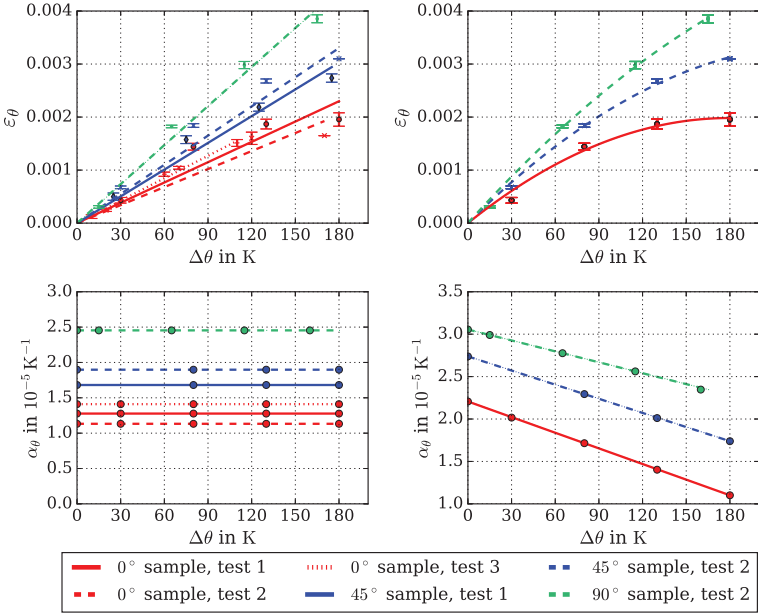 0.004
0.003
0.002
0.001
0.000
ε_θ
0 30 60 90 120 150 180
Δθ in K
0.004
0.003
0.002
0.001
0.000
ε_θ
0 30 60 90 120 150 180
Δθ in K
3.0
2.5
2.0
1.5
1.0
0.5
0.0
α_θ in 10⁻⁵ K⁻¹
0 30 60 90 120 150 180
Δθ in K
3.5
3.0
2.5
2.0
1.5
1.0
α_θ in 10⁻⁵ K⁻¹
0 30 60 90 120 150 180
Δθ in K
0° sample, test 1
0° sample, test 2
0° sample, test 3
45° sample, test 1
45° sample, test 2
90° sample, test 2